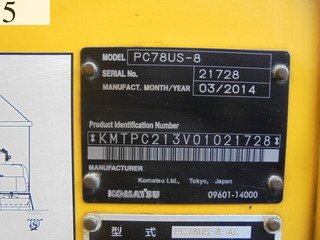 5
MODEL PC78US-8
SERIAL No. 21728
MANUFACT. MONTH/YEAR 03/2014
Product Identification Number
*KMTPC213V01021728*
MANUFACTURER
Komatsu Ltd., Tokyo, Japan
KOMATSU 09601-14000
型式 PC78US-8-AC